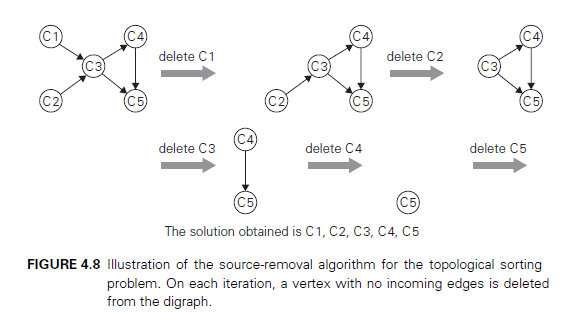 C1 C4 C4 C4
delete C1 delete C2
C3 C3 C3
C2 C5 C2 C5 C5
C4
delete C3 delete C4 delete C5
C5 C5
The solution obtained is C1, C2, C3, C4, C5
FIGURE 4.8 Illustration of the source-removal algorithm for the topological sorting
problem. On each iteration, a vertex with no incoming edges is deleted
from the digraph.